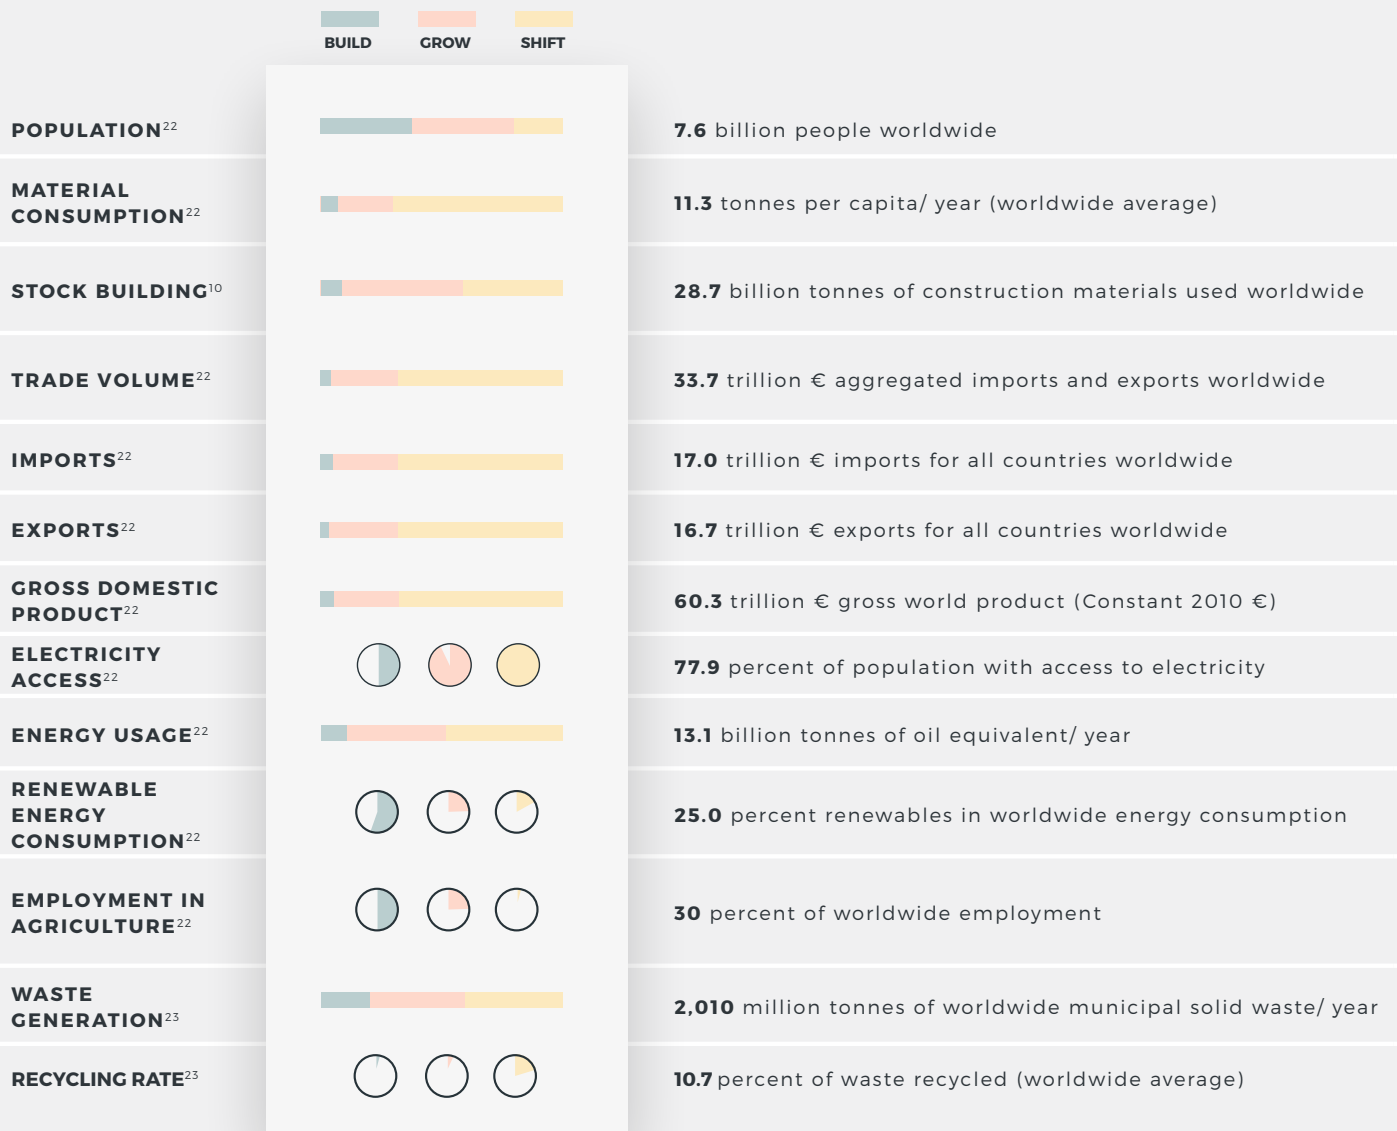 BUILD GROW SHIFT
POPULATION22
7.6 billion people worldwide
MATERIAL
CONSUMPTION22
11.3 tonnes per capita/ year (worldwide average)
STOCK BUILDING10
28.7 billion tonnes of construction materials used worldwide
TRADE VOLUME22
33.7 trillion € aggregated imports and exports worldwide
IMPORTS22
17.0 trillion € imports for all countries worldwide
EXPORTS22
16.7 trillion € exports for all countries worldwide
GROSS DOMESTIC
PRODUCT22
60.3 trillion € gross world product (Constant 2010 €)
ELECTRICITY
ACCESS22
77.9 percent of population with access to electricity
ENERGY USAGE22
13.1 billion tonnes of oil equivalent/ year
RENEWABLE
ENERGY
CONSUMPTION22
25.0 percent renewables in worldwide energy consumption
EMPLOYMENT IN
AGRICULTURE22
30 percent of worldwide employment
WASTE
GENERATION23
2,010 million tonnes of worldwide municipal solid waste/ year
RECYCLING RATE23
10.7 percent of waste recycled (worldwide average)